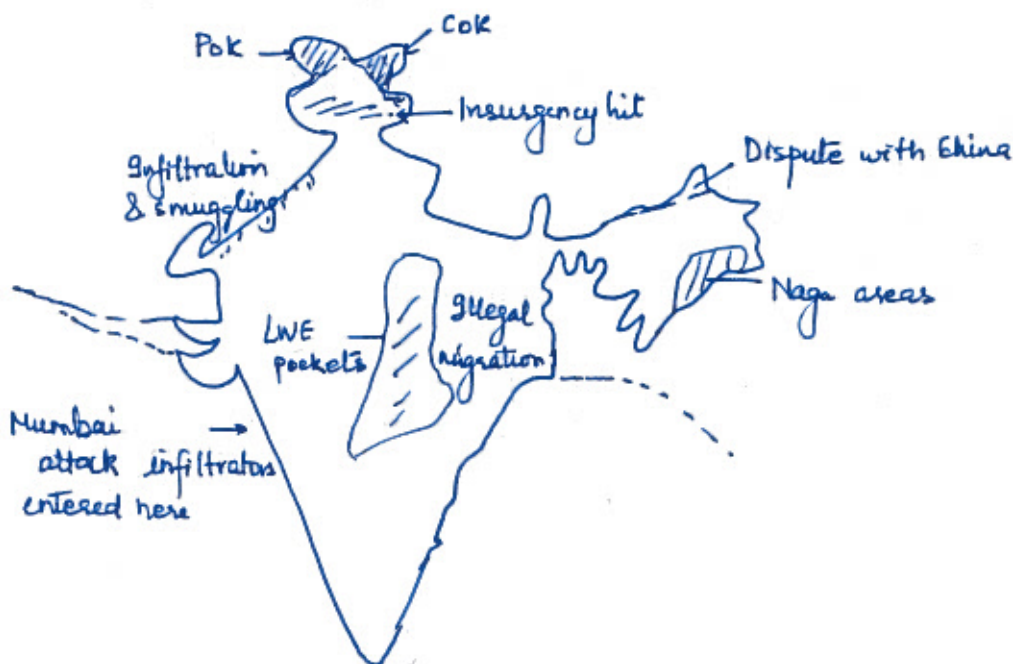 PoK
CoK
Insurgency hit
Dispute with China
Infiltration
& smuggling
Naga areas
LWE
pockets
Illegal
migration
Mumbai
attack infiltrators
entered here